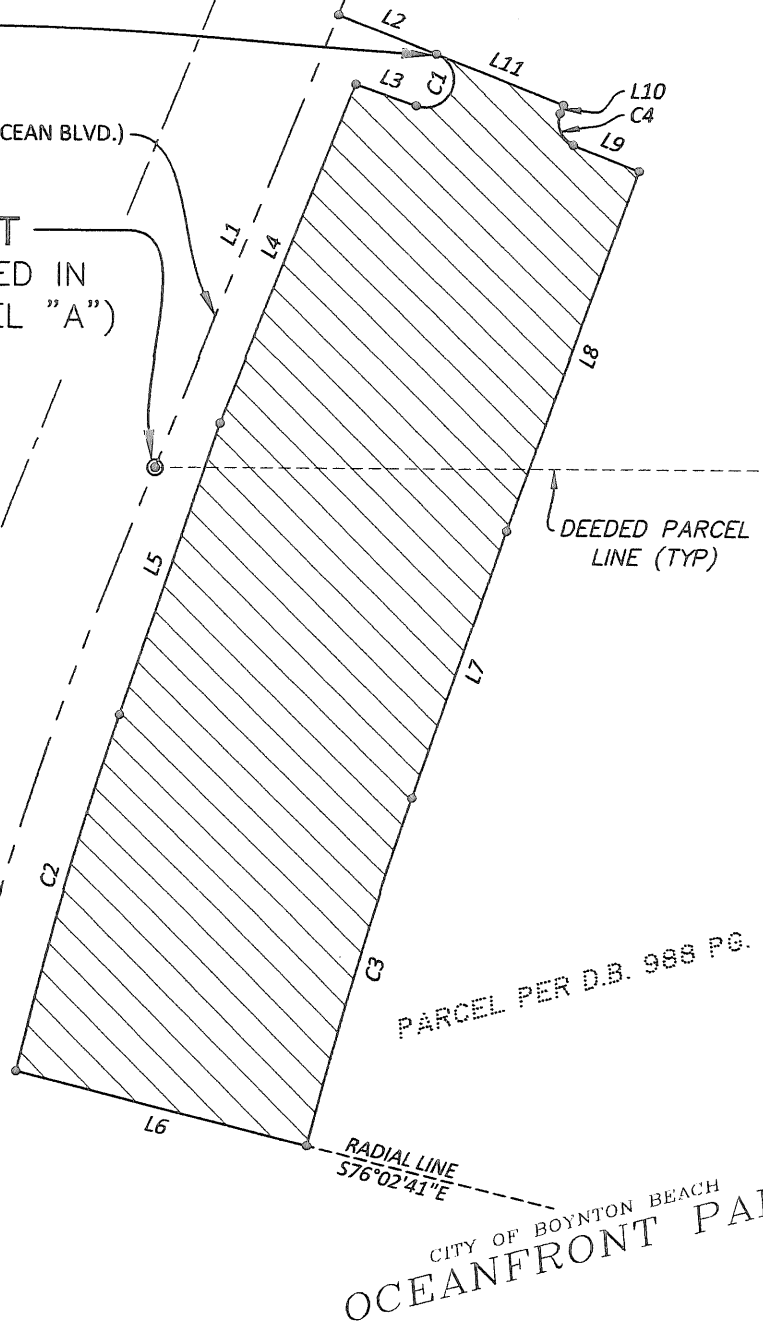 L2
L11
L3
C1
L10
C4
L9
CEAN BLVD.)
L1
L4
T
ED IN
EL "A")
L8
DEEDED PARCEL
LINE (TYP)
L5
L7
C2
C3
PARCEL PER D.B. 988 PG.
L6
RADIAL LINE
S76°02'41"E
CITY OF BOYNTON BEACH
OCEANFRONT PA